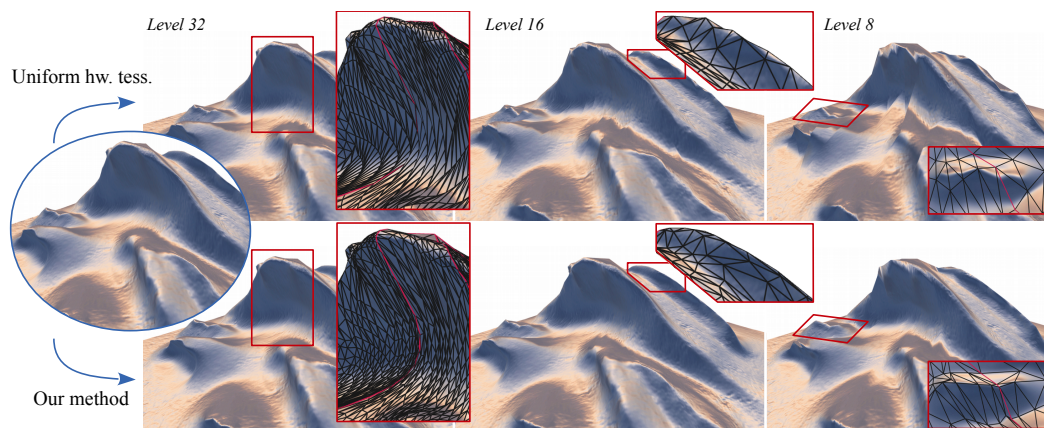 Level 32
Level 16
Level 8
Uniform hw. tess.
Our method